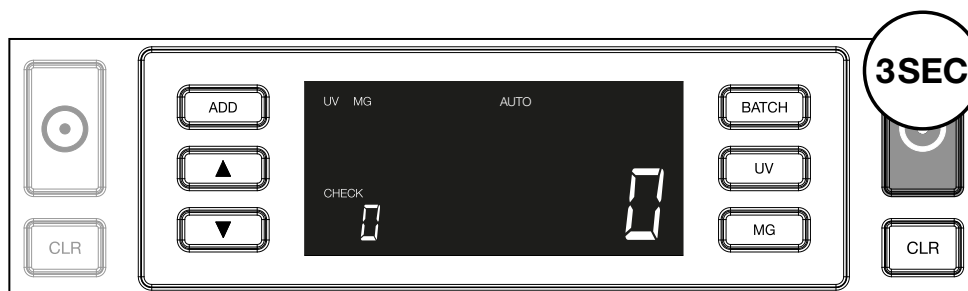 3SEC
ADD
UV MG AUTO
BATCH
UV
CHECK
0 0
MG
CLR
CLR